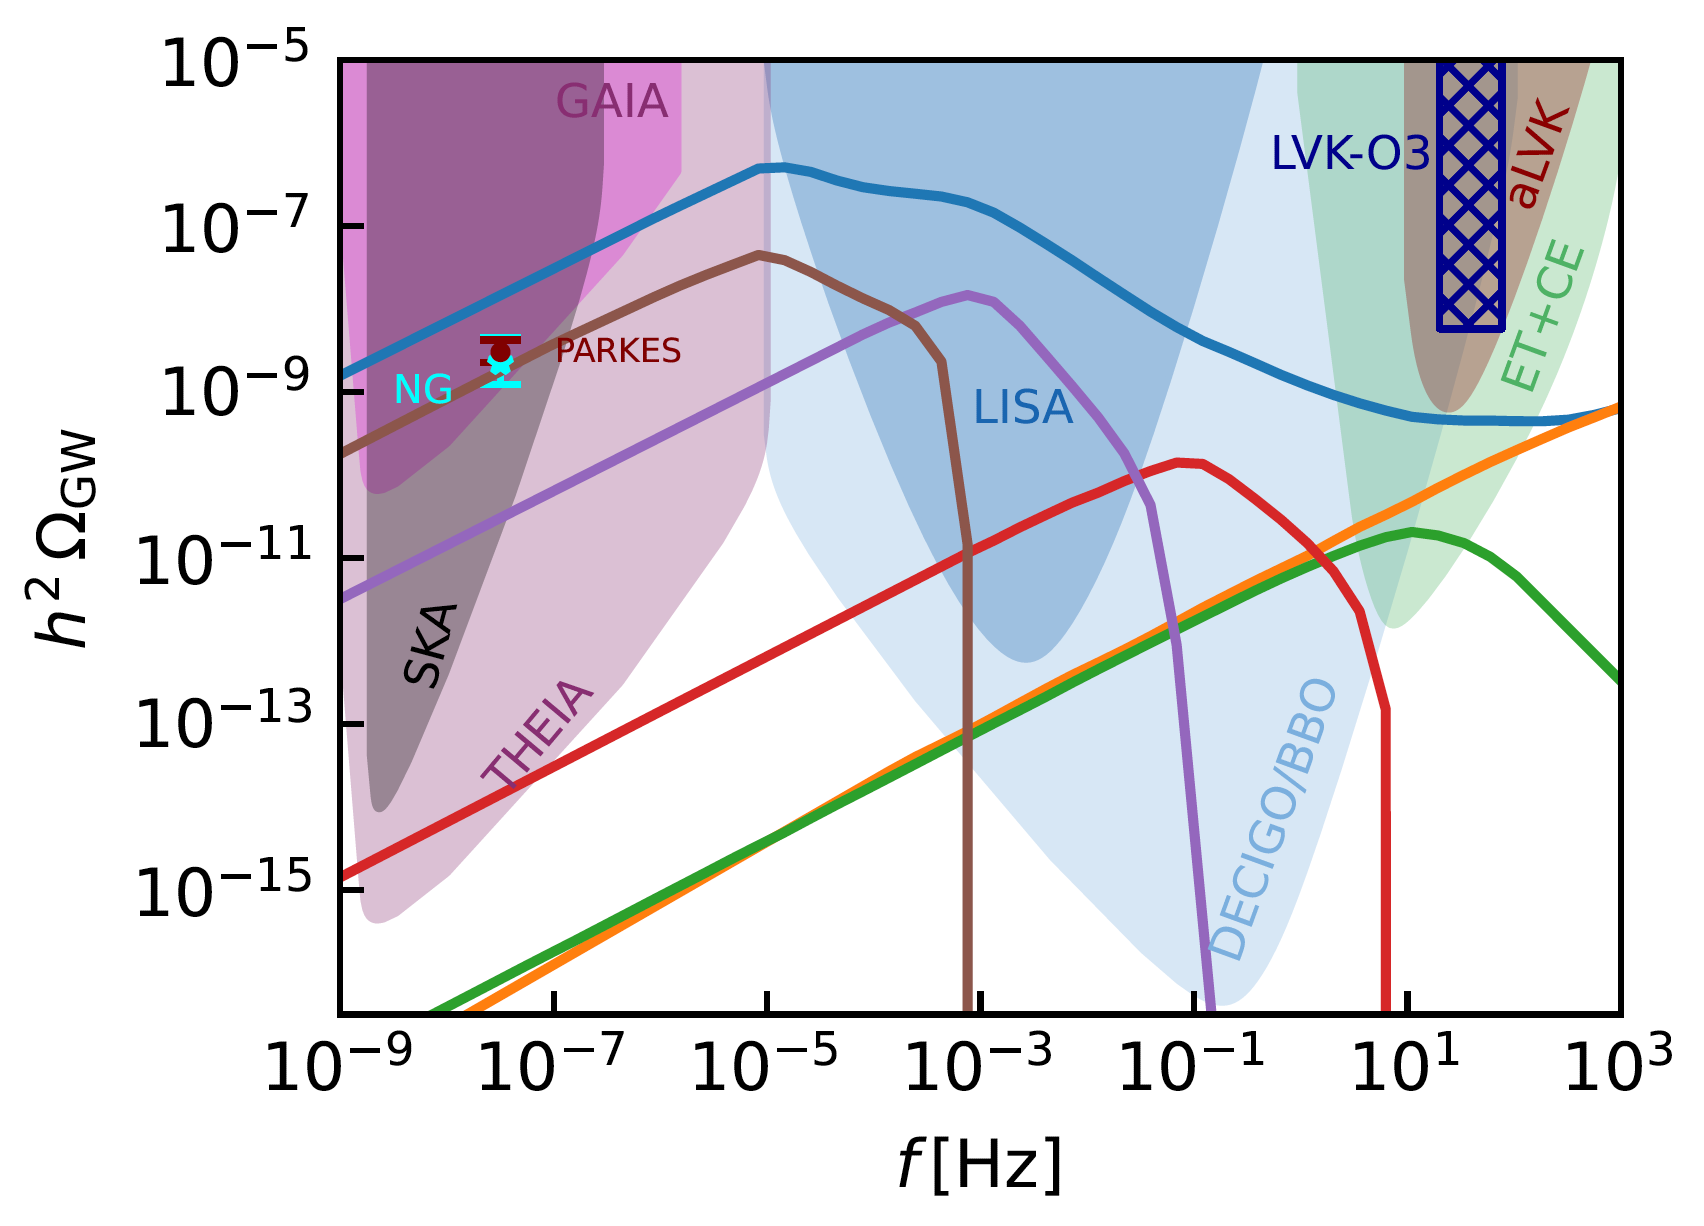 10⁻⁵
10⁻⁷
10⁻⁹
10⁻¹¹
10⁻¹³
10⁻¹⁵
h² Ω_GW
GAIA
LVK-O3
aLVK
ET+CE
PARKES
NG
LISA
SKA
THEIA
DECIGO/BBO
10⁻⁹ 10⁻⁷ 10⁻⁵ 10⁻³ 10⁻¹ 10¹ 10³
f [Hz]